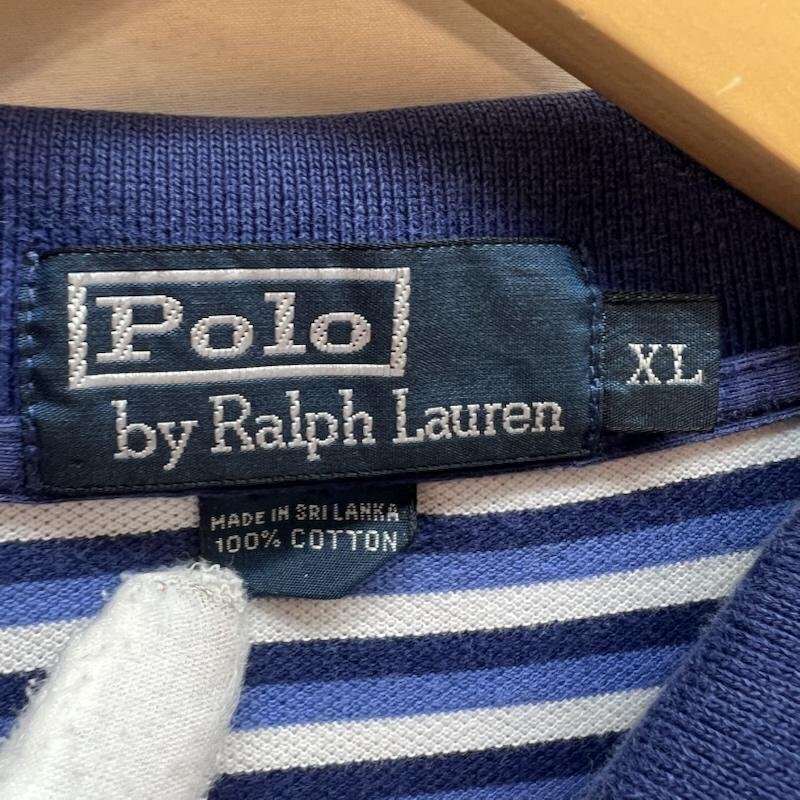 Polo
by Ralph Lauren
XL
MADE IN SRI LANKA
100% COTTON